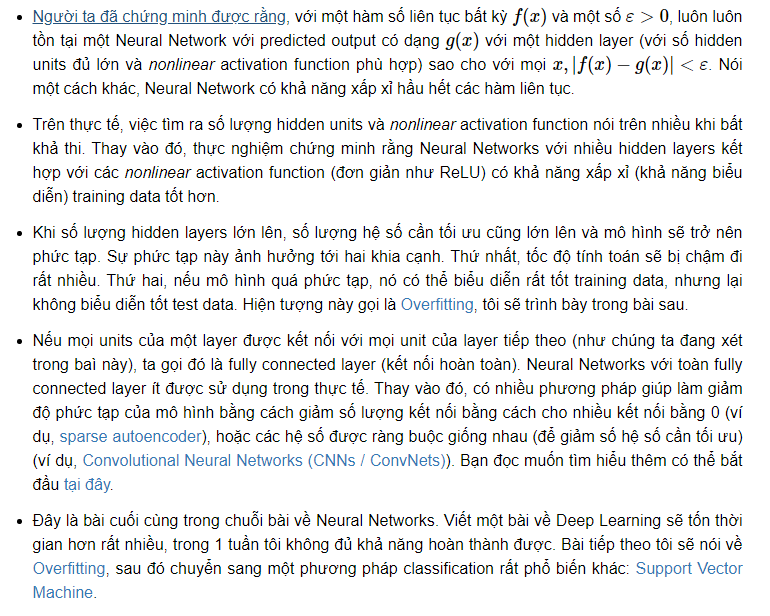 • Người ta đã chứng minh được rằng, với một hàm số liên tục bất kỳ f(x) và một số ε > 0, luôn luôn
tồn tại một Neural Network với predicted output có dạng g(x) với một hidden layer (với số hidden
units đủ lớn và nonlinear activation function phù hợp) sao cho với mọi x, |f(x) − g(x)| < ε. Nói
một cách khác, Neural Network có khả năng xấp xỉ hầu hết các hàm liên tục.
• Trên thực tế, việc tìm ra số lượng hidden units và nonlinear activation function nói trên nhiều khi bất
khả thi. Thay vào đó, thực nghiệm chứng minh rằng Neural Networks với nhiều hidden layers kết
hợp với các nonlinear activation function (đơn giản như ReLU) có khả năng xấp xỉ (khả năng biểu
diễn) training data tốt hơn.
• Khi số lượng hidden layers lớn lên, số lượng hệ số cần tối ưu cũng lớn lên và mô hình sẽ trở nên
phức tạp. Sự phức tạp này ảnh hưởng tới hai khia cạnh. Thứ nhất, tốc độ tính toán sẽ bị chậm đi
rất nhiều. Thứ hai, nếu mô hình quá phức tạp, nó có thể biểu diễn rất tốt training data, nhưng lại
không biểu diễn tốt test data. Hiện tượng này gọi là Overfitting, tôi sẽ trình bày trong bài sau.
• Nếu mọi units của một layer được kết nối với mọi unit của layer tiếp theo (như chúng ta đang xét
trong baì này), ta gọi đó là fully connected layer (kết nối hoàn toàn). Neural Networks với toàn fully
connected layer ít được sử dụng trong thực tế. Thay vào đó, có nhiều phương pháp giúp làm giảm
độ phức tạp của mô hình bằng cách giảm số lượng kết nối bằng cách cho nhiều kết nối bằng 0 (ví
dụ, sparse autoencoder), hoặc các hệ số được ràng buộc giống nhau (để giảm số hệ số cần tối ưu)
(ví dụ, Convolutional Neural Networks (CNNs / ConvNets)). Bạn đọc muốn tìm hiểu thêm có thể bắt
đầu tại đây.
• Đây là bài cuối cùng trong chuỗi bài về Neural Networks. Viết một bài về Deep Learning sẽ tốn thời
gian hơn rất nhiều, trong 1 tuần tôi không đủ khả năng hoàn thành được. Bài tiếp theo tôi sẽ nói về
Overfitting, sau đó chuyển sang một phương pháp classification rất phổ biến khác: Support Vector
Machine.